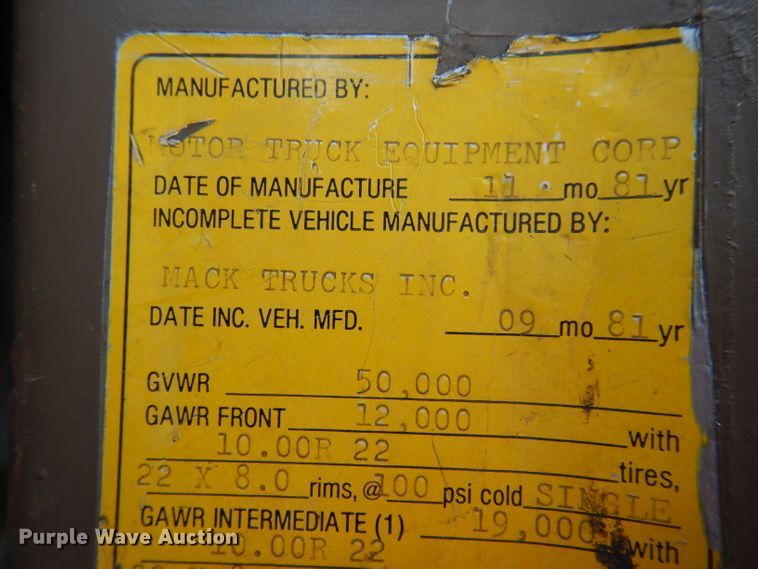 MANUFACTURED BY:
MOTOR TRUCK EQUIPMENT CORP
DATE OF MANUFACTURE 11 mo 81 yr
INCOMPLETE VEHICLE MANUFACTURED BY:
MACK TRUCKS INC.
DATE INC. VEH. MFD. 09 mo 81 yr
GVWR 50,000
GAWR FRONT 12,000 with
10.00R 22 tires,
22 X 8.0 rims, @ 100 psi cold SINGLE
GAWR INTERMEDIATE (1) 19,000 with
10.00R 22
Purple Wave Auction